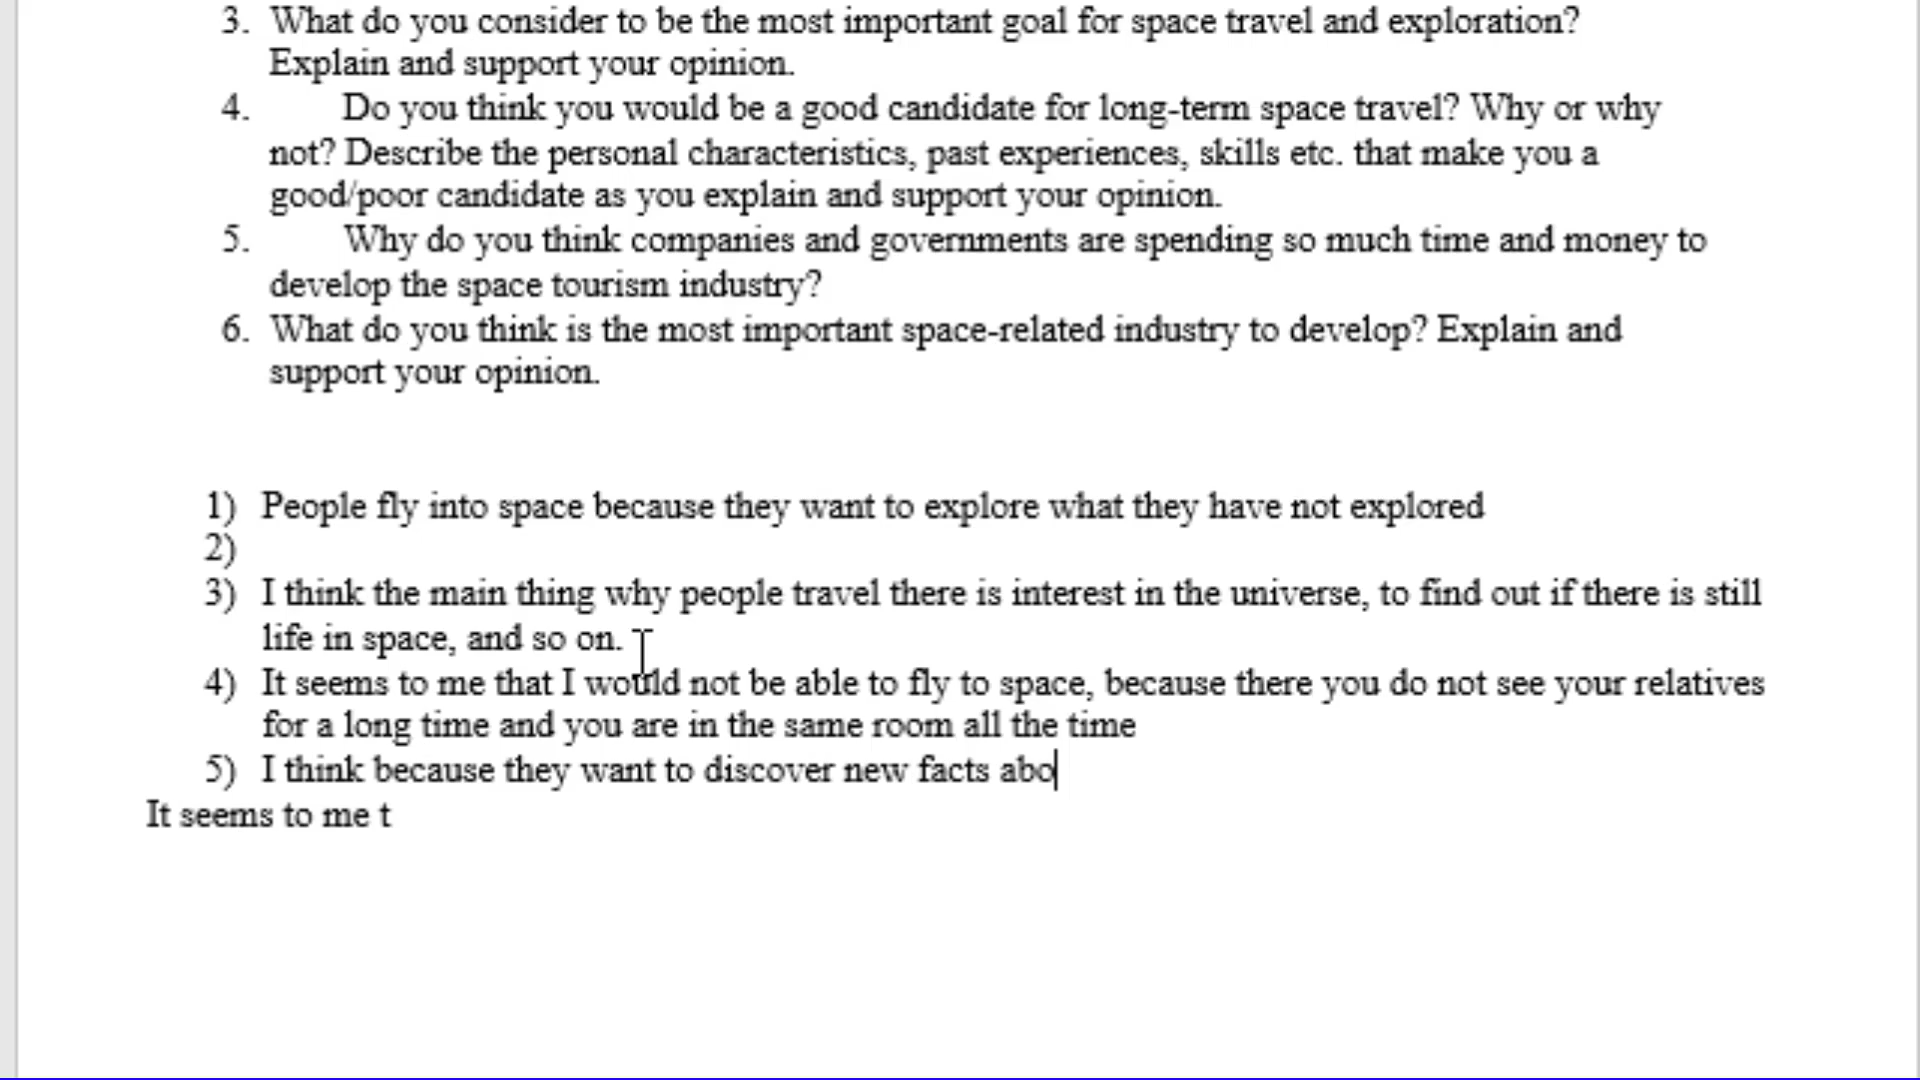 3. What do you consider to be the most important goal for space travel and exploration?
Explain and support your opinion.
4. Do you think you would be a good candidate for long-term space travel? Why or why
not? Describe the personal characteristics, past experiences, skills etc. that make you a
good/poor candidate as you explain and support your opinion.
5. Why do you think companies and governments are spending so much time and money to
develop the space tourism industry?
6. What do you think is the most important space-related industry to develop? Explain and
support your opinion.
1) People fly into space because they want to explore what they have not explored
2)
3) I think the main thing why people travel there is interest in the universe, to find out if there is still
life in space, and so on.
4) It seems to me that I would not be able to fly to space, because there you do not see your relatives
for a long time and you are in the same room all the time
5) I think because they want to discover new facts abo
It seems to me t